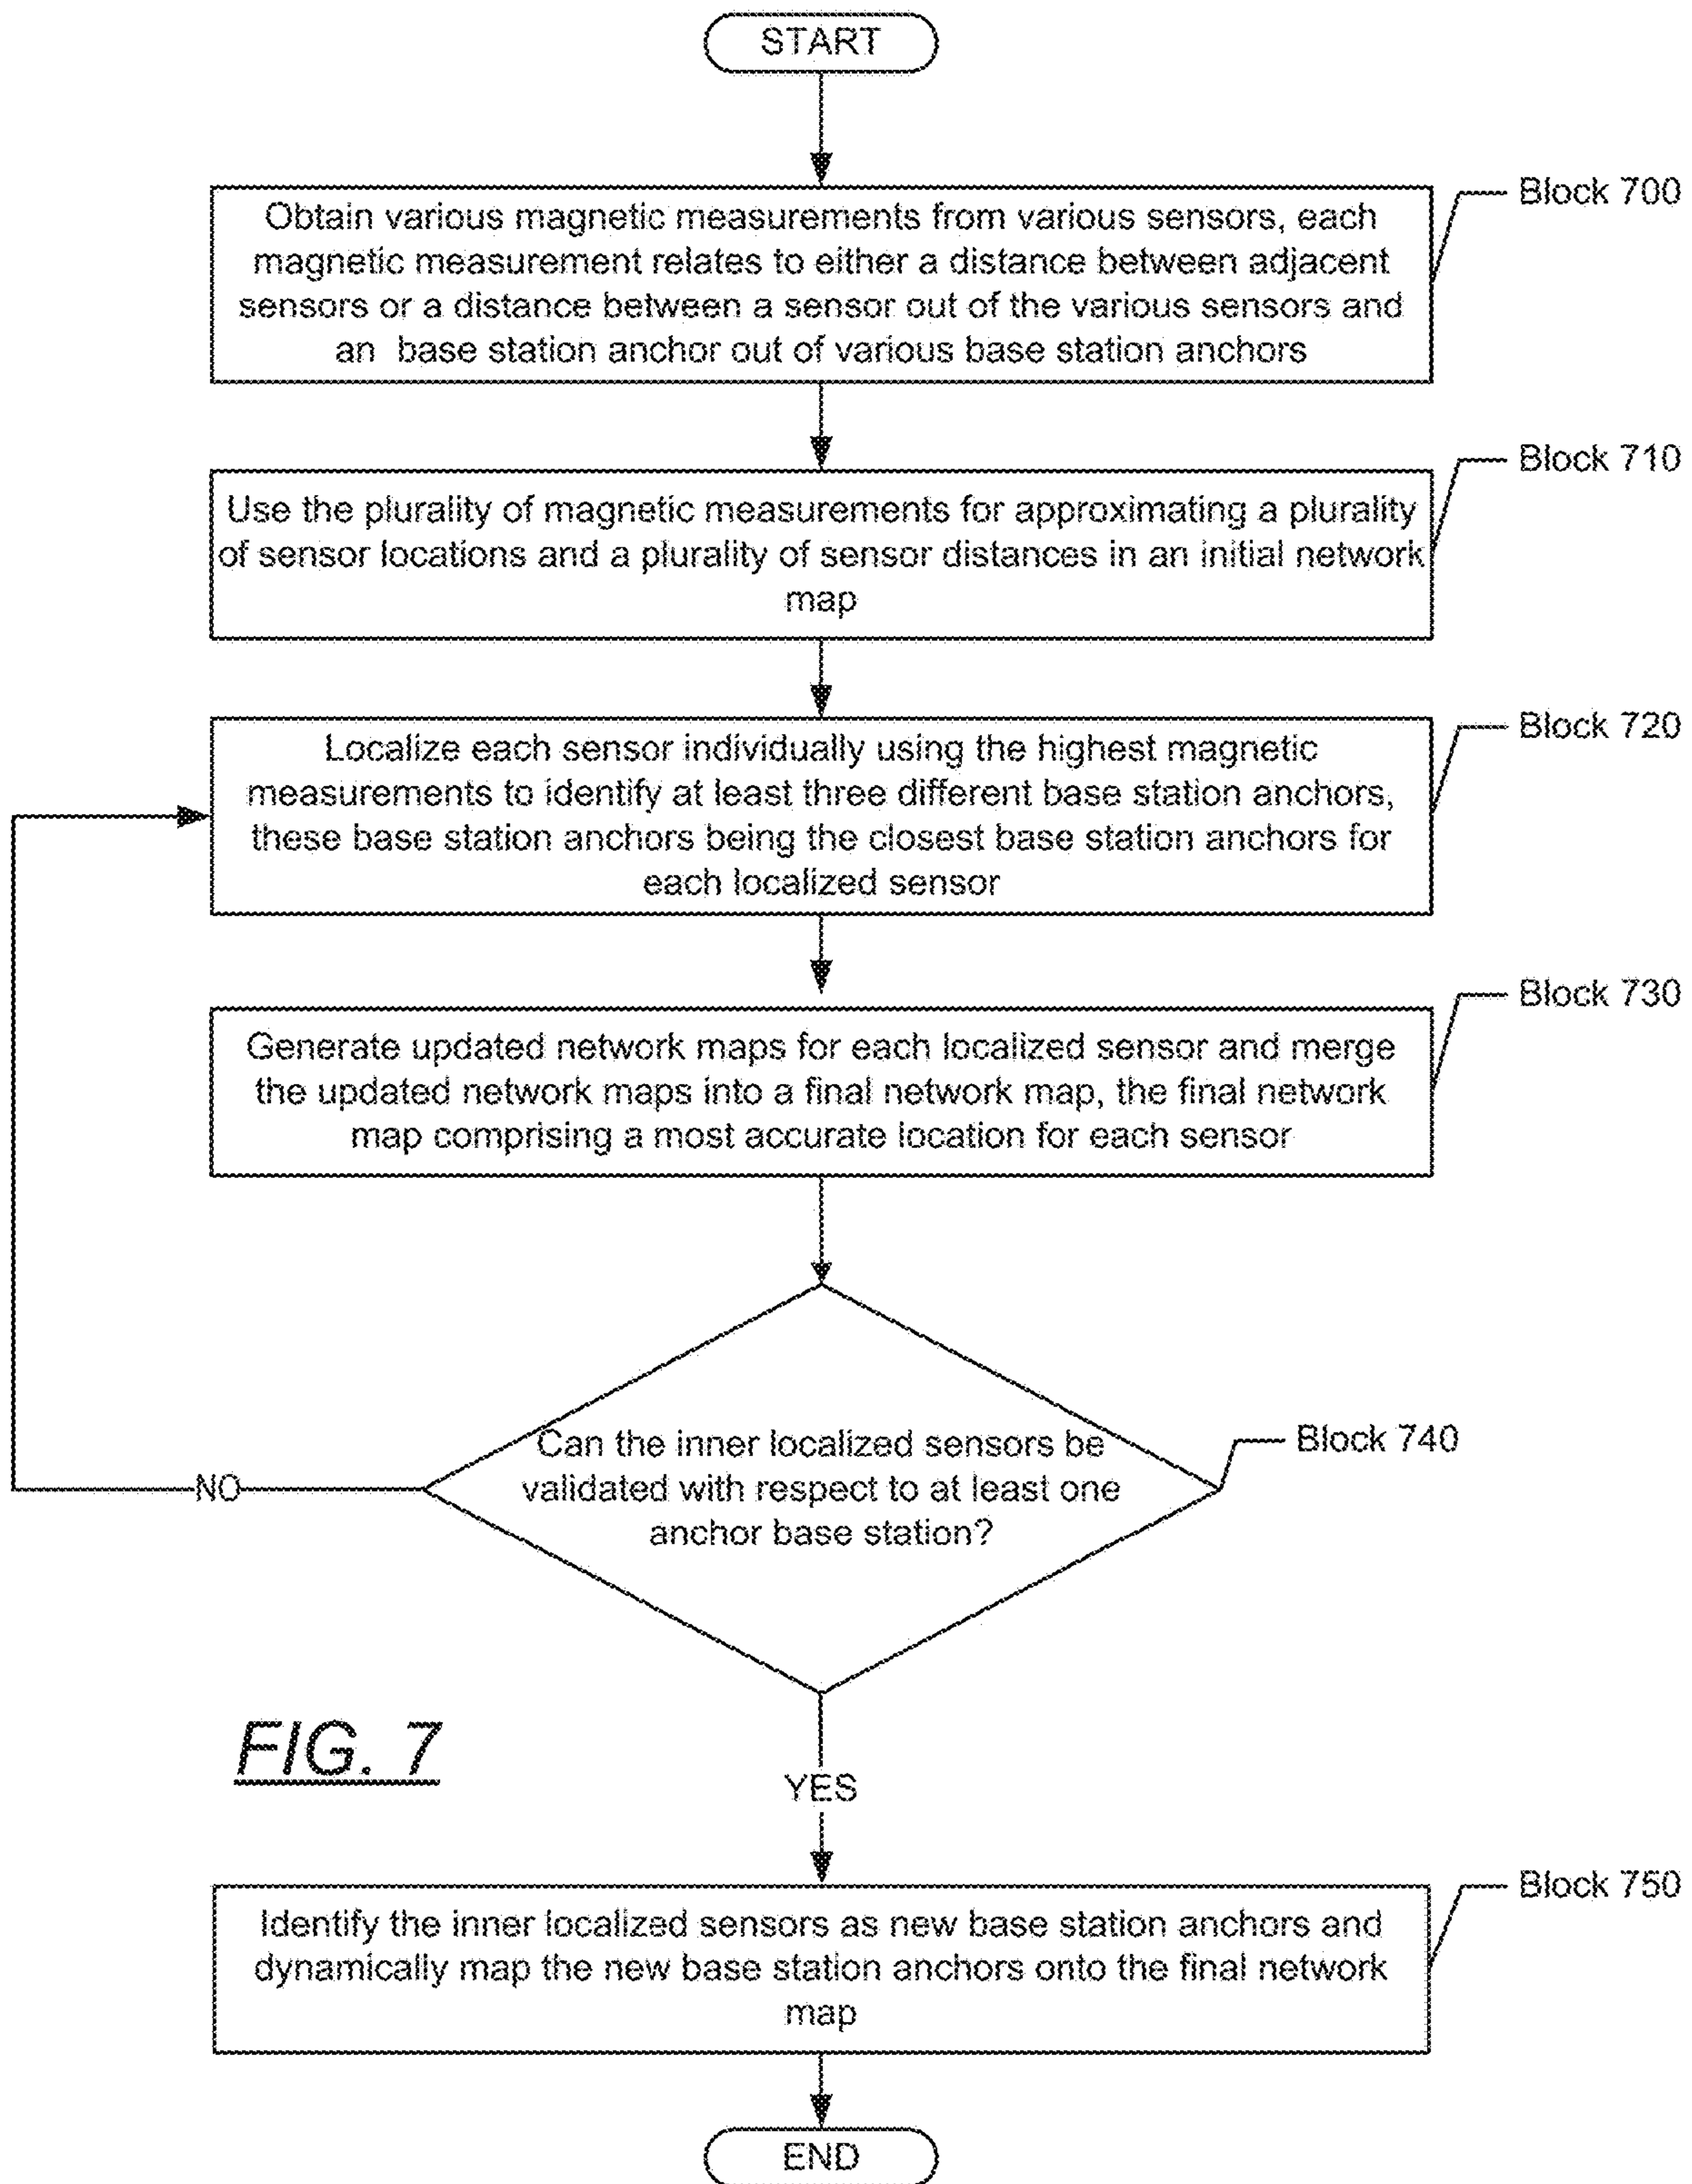 START
Block 700
Obtain various magnetic measurements from various sensors, each
magnetic measurement relates to either a distance between adjacent
sensors or a distance between a sensor out of the various sensors and
an base station anchor out of various base station anchors
Block 710
Use the plurality of magnetic measurements for approximating a plurality
of sensor locations and a plurality of sensor distances in an initial network
map
Block 720
Localize each sensor individually using the highest magnetic
measurements to identify at least three different base station anchors,
these base station anchors being the closest base station anchors for
each localized sensor
Block 730
Generate updated network maps for each localized sensor and merge
the updated network maps into a final network map, the final network
map comprising a most accurate location for each sensor
Block 740
Can the inner localized sensors be
validated with respect to at least one
anchor base station?
NO
FIG. 7
YES
Block 750
Identify the inner localized sensors as new base station anchors and
dynamically map the new base station anchors onto the final network
map
END